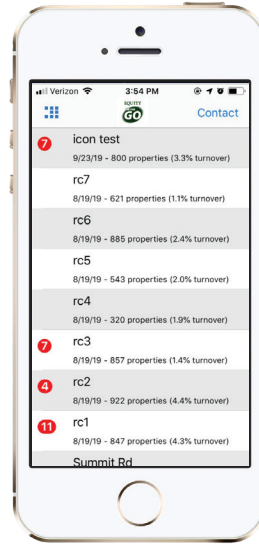 Verizon 3:54 PM
EQUITY
GO
Contact
7
icon test
9/23/19 - 800 properties (3.3% turnover)
rc7
8/19/19 - 621 properties (1.1% turnover)
rc6
8/19/19 - 885 properties (2.4% turnover)
rc5
8/19/19 - 543 properties (2.0% turnover)
rc4
8/19/19 - 320 properties (1.9% turnover)
7
rc3
8/19/19 - 857 properties (1.4% turnover)
4
rc2
8/19/19 - 922 properties (4.4% turnover)
11
rc1
8/19/19 - 847 properties (4.3% turnover)
Summit Rd